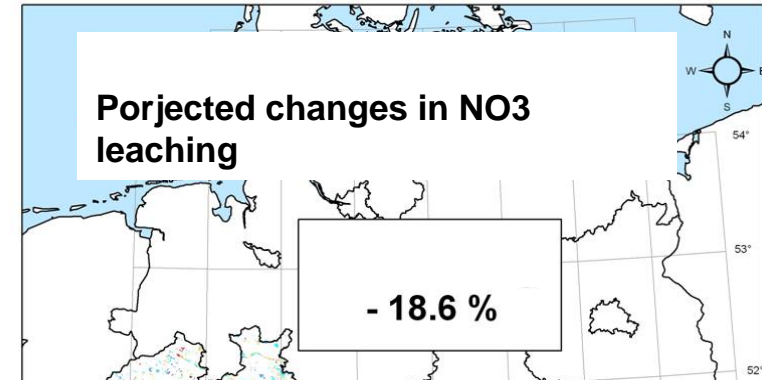 Porjected changes in NO3
leaching
N
W
E
S
54°
53°
- 18.6 %
52°